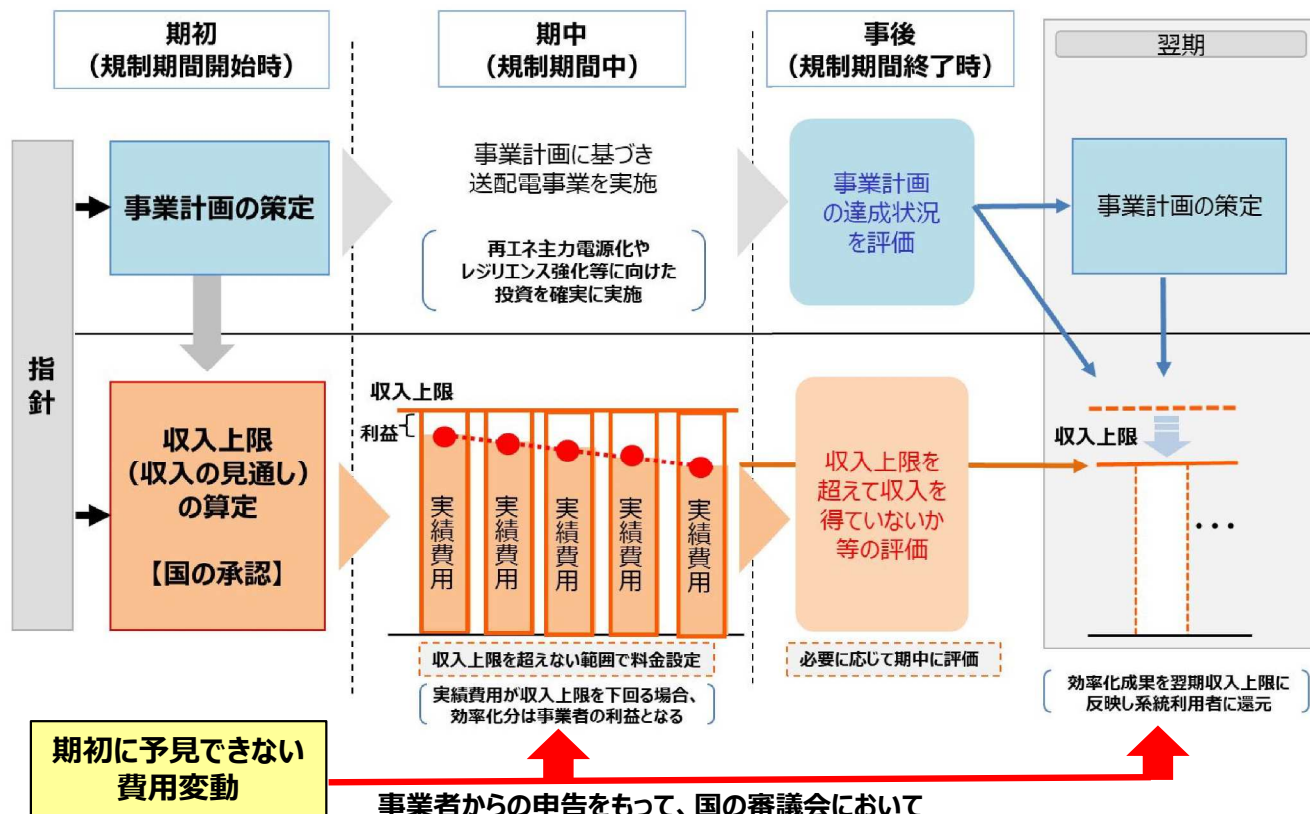 期初
（規制期間開始時）
期中
（規制期間中）
事後
（規制期間終了時）
翌期
指針
事業計画の策定
事業計画に基づき
送配電事業を実施
再エネ主力電源化や
レジリエンス強化等に向けた
投資を確実に実施
事業計画
の達成状況
を評価
事業計画の策定
収入上限
（収入の見通し）
の算定
【国の承認】
収入上限
利益
実績費用
実績費用
実績費用
実績費用
実績費用
収入上限を超えない範囲で料金設定
実績費用が収入上限を下回る場合、
効率化分は事業者の利益となる
収入上限を
超えて収入を
得ていないか
等の評価
必要に応じて期中に評価
収入上限
･･･
効率化成果を翌期収入上限に
反映し系統利用者に還元
期初に予見できない
費用変動
事業者からの申告をもって、国の審議会において